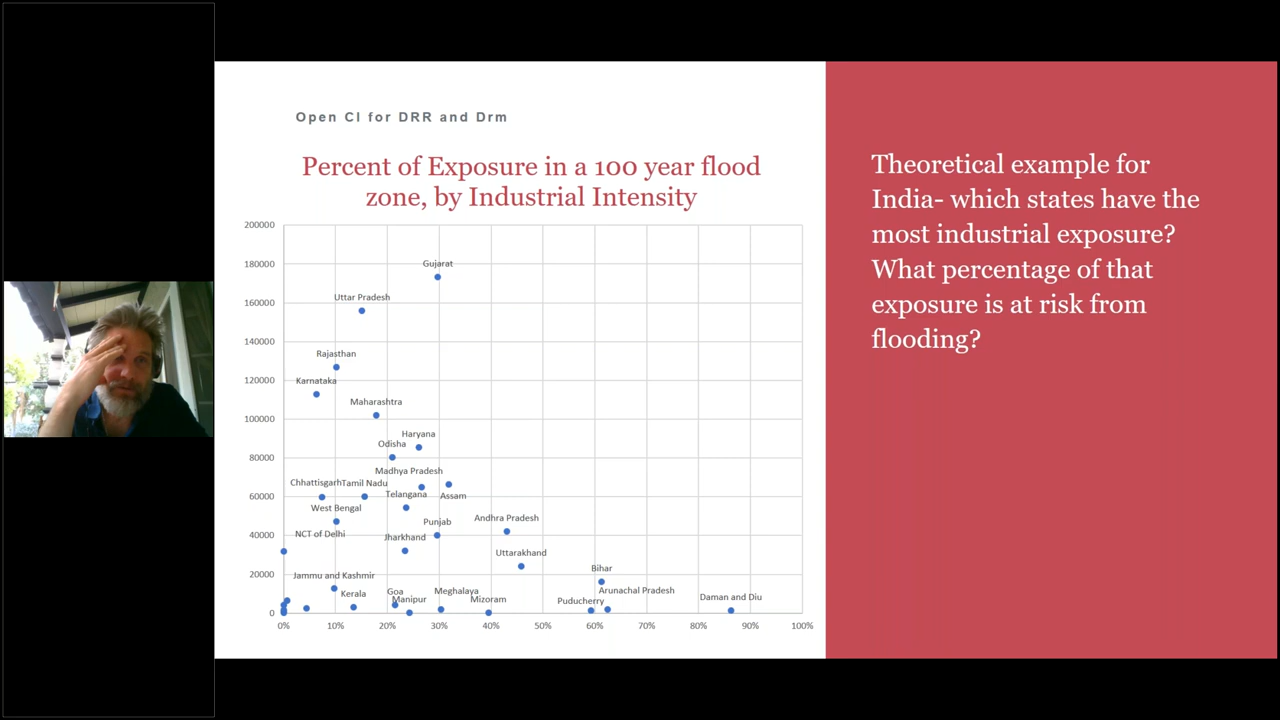 Open CI for DRR and Drm
Percent of Exposure in a 100 year flood
zone, by Industrial Intensity
200000
180000
160000
140000
120000
100000
80000
60000
40000
20000
0
0% 10% 20% 30% 40% 50% 60% 70% 80% 90% 100%
Gujarat
Uttar Pradesh
Rajasthan
Karnataka
Maharashtra
Haryana
Odisha
Madhya Pradesh
Chhattisgarh Tamil Nadu
Telangana Assam
West Bengal
Punjab Andhra Pradesh
NCT of Delhi
Jharkhand
Uttarakhand
Bihar
Jammu and Kashmir
Kerala Goa Meghalaya Arunachal Pradesh
Manipur Mizoram Puducherry Daman and Diu
Theoretical example for
India- which states have the
most industrial exposure?
What percentage of that
exposure is at risk from
flooding?